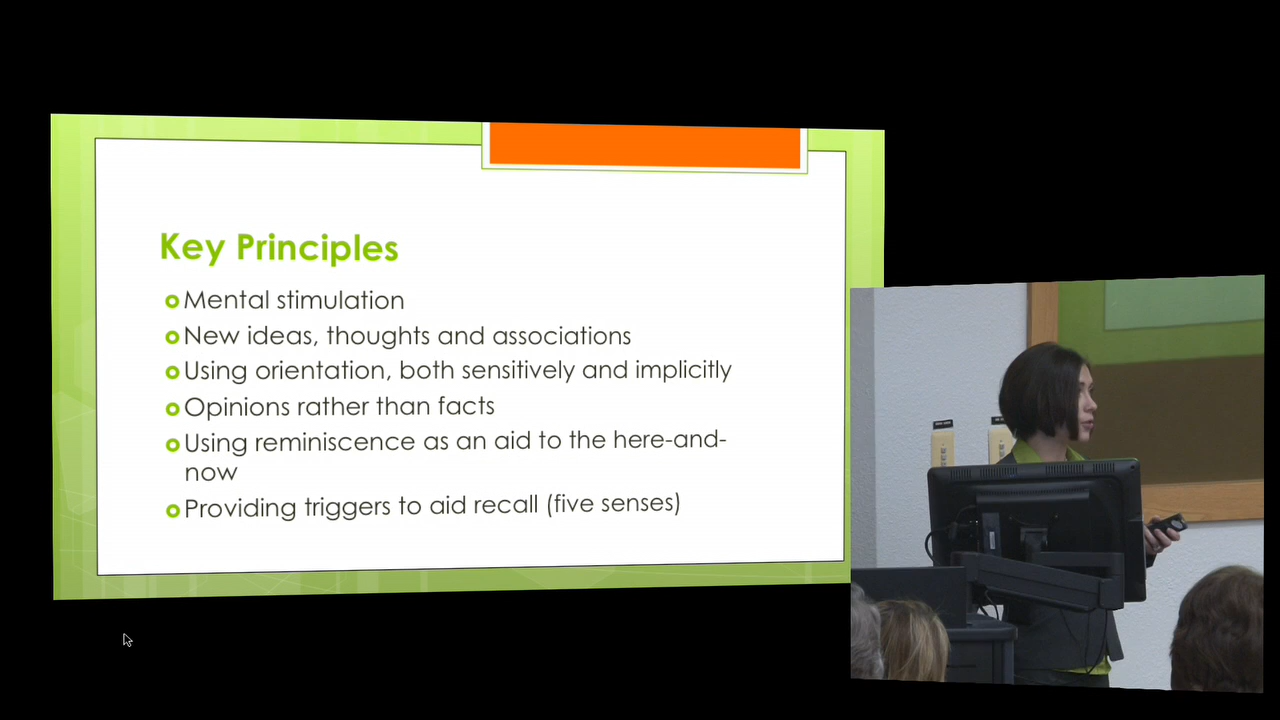 Key Principles
Mental stimulation
New ideas, thoughts and associations
Using orientation, both sensitively and implicitly
Opinions rather than facts
Using reminiscence as an aid to the here-and-
now
Providing triggers to aid recall (five senses)